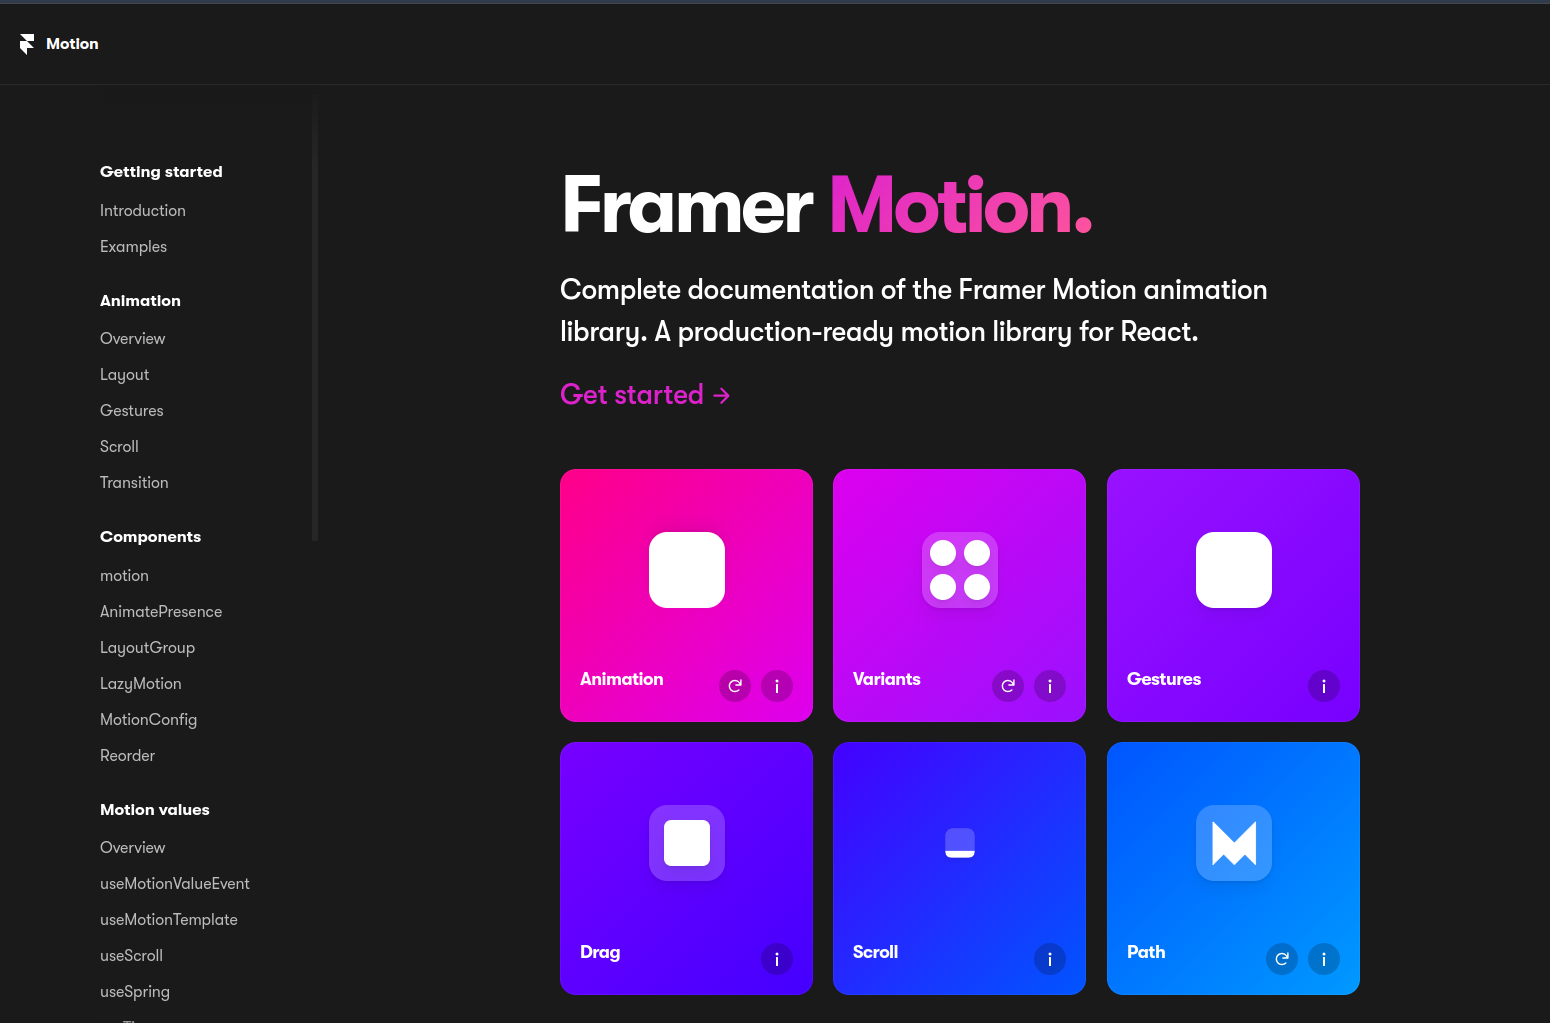 Motion
Getting started
Introduction
Examples
Animation
Overview
Layout
Gestures
Scroll
Transition
Components
motion
AnimatePresence
LayoutGroup
LazyMotion
MotionConfig
Reorder
Motion values
Overview
useMotionValueEvent
useMotionTemplate
useScroll
useSpring
Framer Motion.
Complete documentation of the Framer Motion animation
library. A production-ready motion library for React.
Get started →
Animation
Variants
Gestures
Drag
Scroll
Path